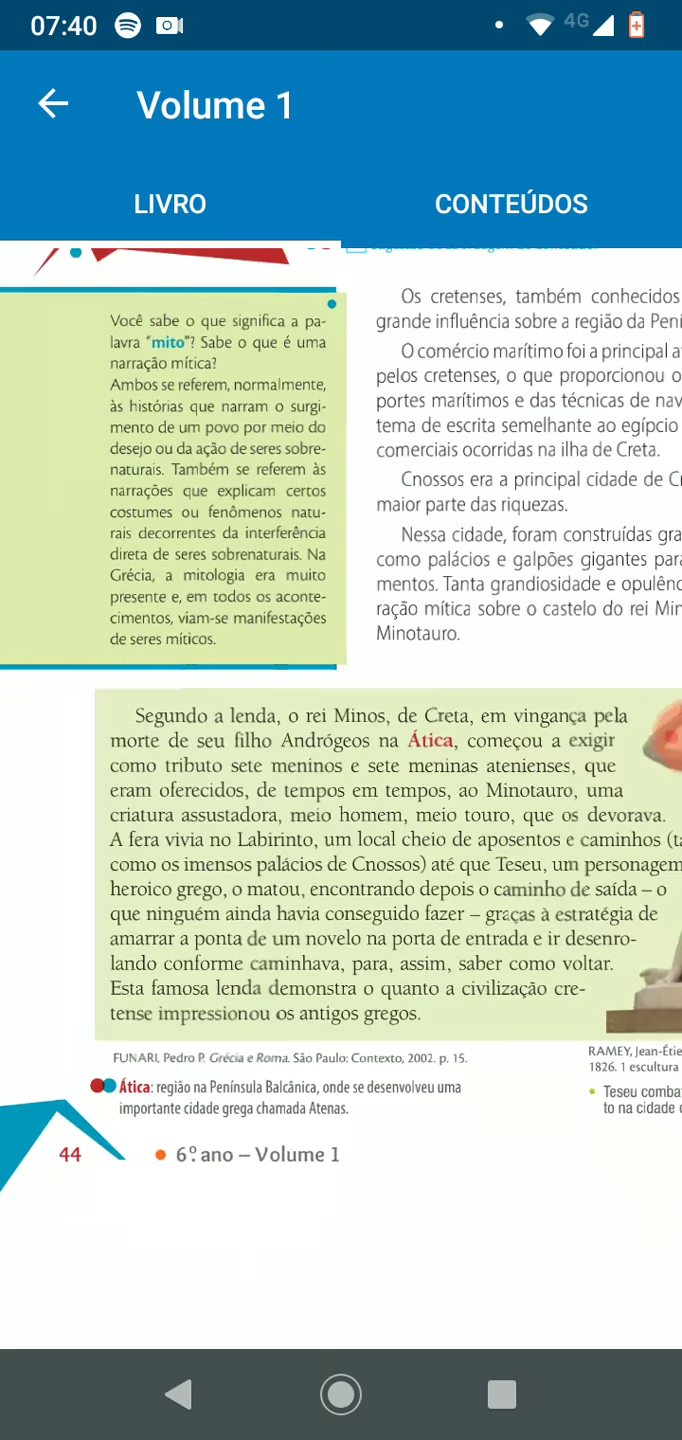 07:40
4G
Volume 1
LIVRO
CONTEÚDOS
Você sabe o que significa a pa-
lavra "mito"? Sabe o que é uma
narração mítica?
Ambos se referem, normalmente,
às histórias que narram o surgi-
mento de um povo por meio do
desejo ou da ação de seres sobre-
naturais. Também se referem às
narrações que explicam certos
costumes ou fenômenos natu-
rais decorrentes da interferência
direta de seres sobrenaturais. Na
Grécia, a mitologia era muito
presente e, em todos os aconte-
cimentos, viam-se manifestações
de seres míticos.
Os cretenses, também conhecidos
grande influência sobre a região da Pení
O comércio marítimo foi a principal a
pelos cretenses, o que proporcionou o
portes marítimos e das técnicas de nav
tema de escrita semelhante ao egípcio
comerciais ocorridas na ilha de Creta.
Cnossos era a principal cidade de C
maior parte das riquezas.
Nessa cidade, foram construídas gra
como palácios e galpões gigantes para
mentos. Tanta grandiosidade e opulênc
ração mítica sobre o castelo do rei Min
Minotauro.
Segundo a lenda, o rei Minos, de Creta, em vingança pela
morte de seu filho Andrógeos na Ática, começou a exigir
como tributo sete meninos e sete meninas atenienses, que
eram oferecidos, de tempos em tempos, ao Minotauro, uma
criatura assustadora, meio homem, meio touro, que os devorava.
A fera vivia no Labirinto, um local cheio de aposentos e caminhos (ta
como os imensos palácios de Cnossos) até que Teseu, um personagem
heroico grego, o matou, encontrando depois o caminho de saída – o
que ninguém ainda havia conseguido fazer – graças à estratégia de
amarrar a ponta de um novelo na porta de entrada e ir desenro-
lando conforme caminhava, para, assim, saber como voltar.
Esta famosa lenda demonstra o quanto a civilização cre-
tense impressionou os antigos gregos.
FUNARI, Pedro P. Grécia e Roma. São Paulo: Contexto, 2002. p. 15.
Ática: região na Península Balcânica, onde se desenvolveu uma
importante cidade grega chamada Atenas.
RAMEY, Jean-Étie
1826. 1 escultura
• Teseu comba
to na cidade
44
• 6º. ano – Volume 1